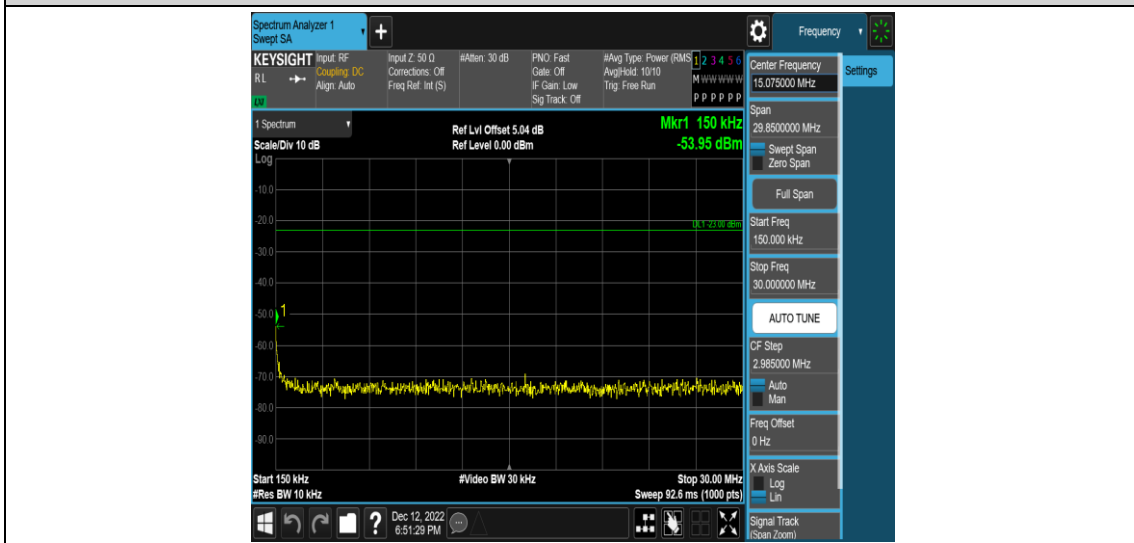 Spectrum Analyzer 1
Swept SA
+
Frequency
KEYSIGHT
RL
LXI
Input: RF
Coupling: DC
Align: Auto
Input Z: 50 Ω
Corrections: Off
Freq Ref: Int (S)
#Atten: 30 dB
PNO: Fast
Gate: Off
IF Gain: Low
Sig Track: Off
#Avg Type: Power (RMS
Avg|Hold: 10/10
Trig: Free Run
1 2 3 4 5 6
M W W W W W
P P P P P P
1 Spectrum
Scale/Div 10 dB
Log
Ref Lvl Offset 5.04 dB
Ref Level 0.00 dBm
Mkr1 150 kHz
-53.95 dBm
-10.0
-20.0
DL1 -23.00 dBm
-30.0
-40.0
-50.0
1
-60.0
-70.0
-80.0
-90.0
Start 150 kHz
#Video BW 30 kHz
Stop 30.00 MHz
#Res BW 10 kHz
Sweep 92.6 ms (1000 pts)
?
Dec 12, 2022
6:51:29 PM
Center Frequency
15.075000 MHz
Settings
Span
29.8500000 MHz
Swept Span
Zero Span
Full Span
Start Freq
150.000 kHz
Stop Freq
30.000000 MHz
AUTO TUNE
CF Step
2.985000 MHz
Auto
Man
Freq Offset
0 Hz
X Axis Scale
Log
Lin
Signal Track
(Span Zoom)